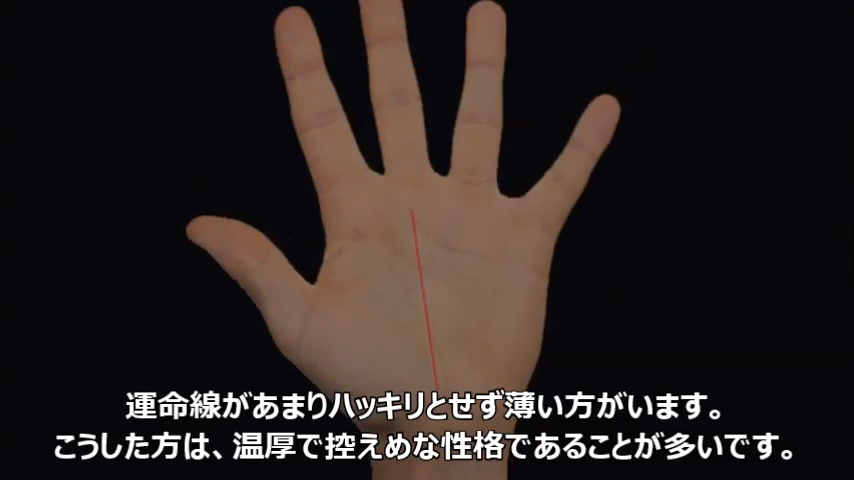 運命線があまりハッキリとせず薄い方がいます。
こうした方は、温厚で控えめな性格であることが多いです。